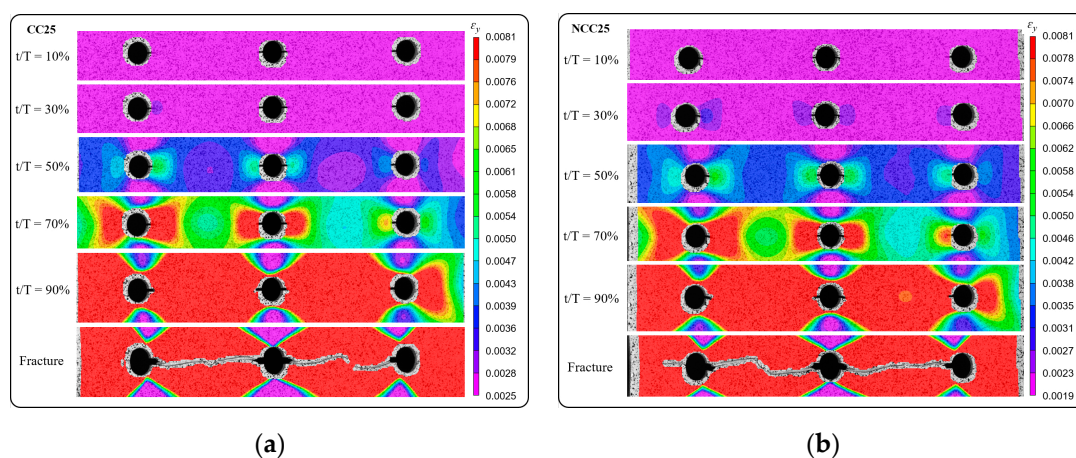 CC25
εy
t/T = 10%
t/T = 30%
t/T = 50%
t/T = 70%
t/T = 90%
Fracture
0.0081
0.0079
0.0076
0.0072
0.0068
0.0065
0.0061
0.0058
0.0054
0.0050
0.0047
0.0043
0.0039
0.0036
0.0032
0.0028
0.0025
(a)
NCC25
εy
t/T = 10%
t/T = 30%
t/T = 50%
t/T = 70%
t/T = 90%
Fracture
0.0081
0.0078
0.0074
0.0070
0.0066
0.0062
0.0058
0.0054
0.0050
0.0046
0.0042
0.0038
0.0034
0.0031
0.0027
0.0023
0.0019
(b)